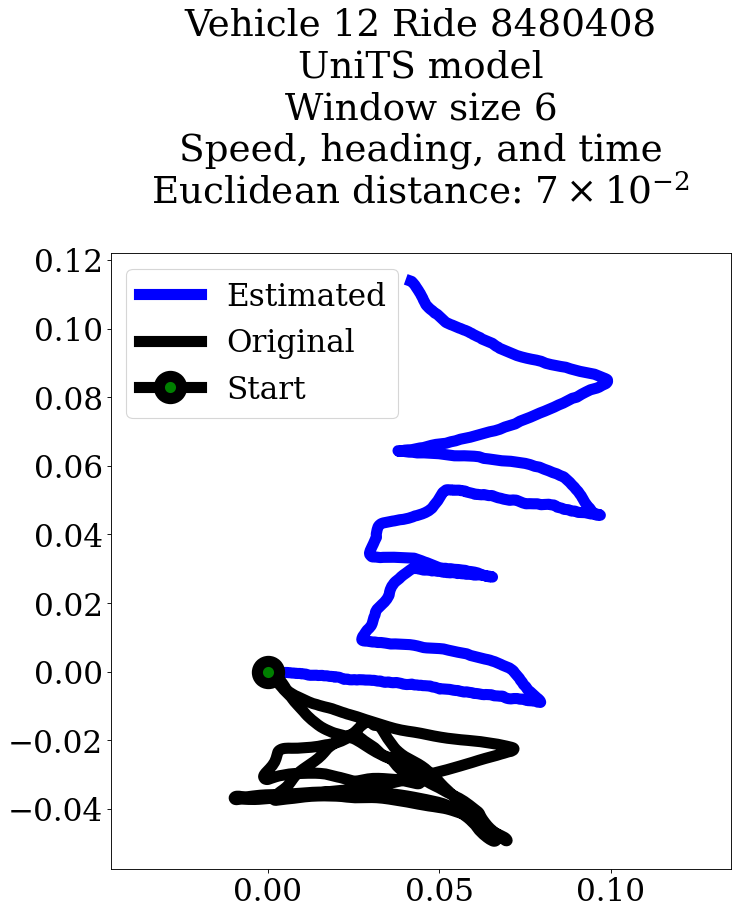 Vehicle 12 Ride 8480408
UniTS model
Window size 6
Speed, heading, and time
Euclidean distance: 7 × 10⁻²
0.12
0.10
0.08
0.06
0.04
0.02
0.00
−0.02
−0.04
Estimated
Original
Start
0.00 0.05 0.10